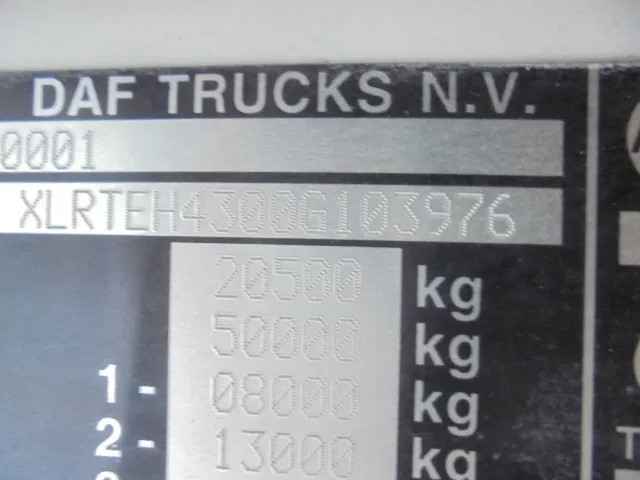 DAF TRUCKS N.V.
0001
XLRTEH4300G103976
20500 kg
50000 kg
1 - 08000 kg
2 - 13000 kg